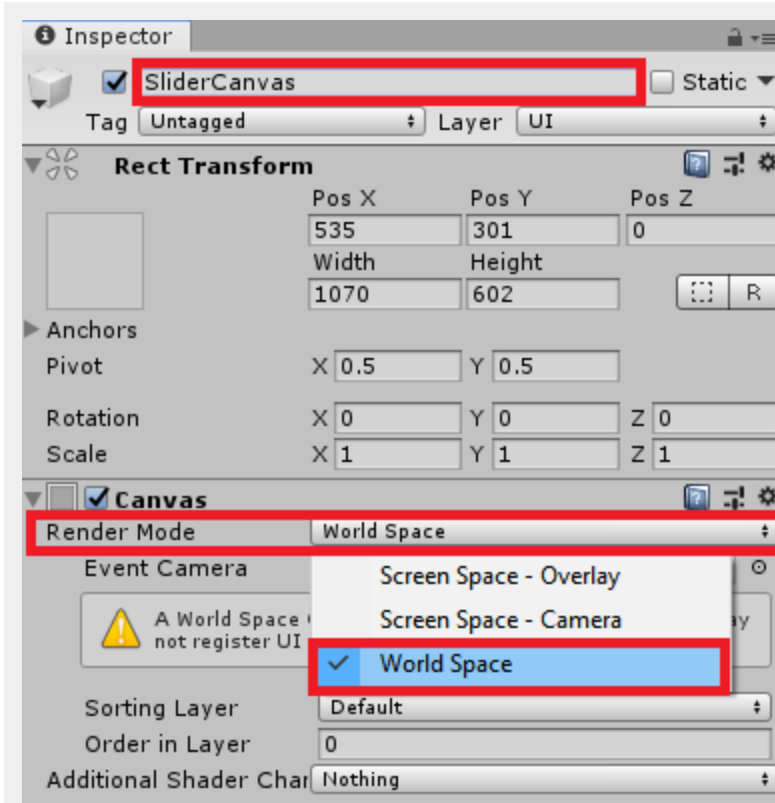 Inspector
SliderCanvas Static
Tag Untagged Layer UI
Rect Transform
Pos X Pos Y Pos Z
535 301 0
Width Height
1070 602 R
Anchors
Pivot X 0.5 Y 0.5
Rotation X 0 Y 0 Z 0
Scale X 1 Y 1 Z 1
Canvas
Render Mode World Space
Event Camera Screen Space - Overlay
A World Space Screen Space - Camera
not register UI World Space
Sorting Layer Default
Order in Layer 0
Additional Shader Char Nothing